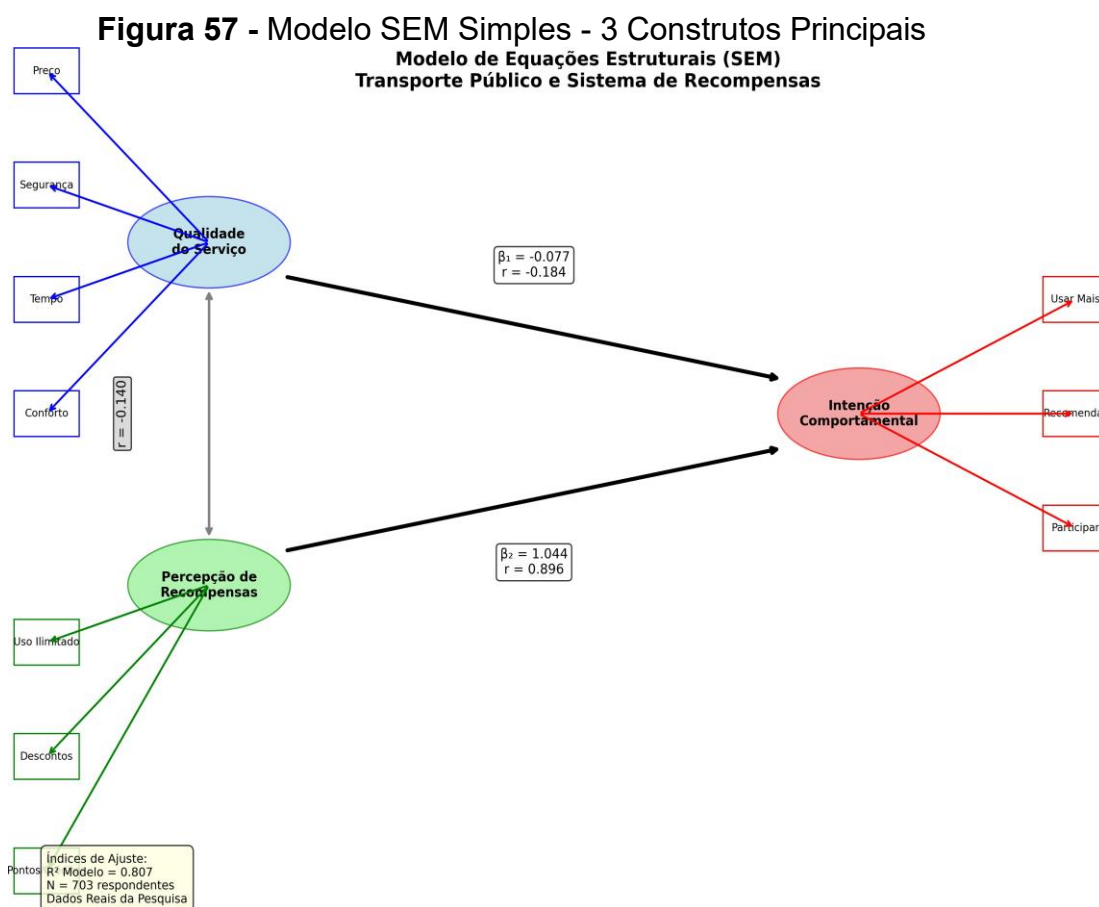 Figura 57 - Modelo SEM Simples - 3 Construtos Principais
Modelo de Equações Estruturais (SEM)
Transporte Público e Sistema de Recompensas
Preço
Segurança
Tempo
Conforto
Qualidade
do Serviço
β₁ = -0.077
r = -0.184
r = -0.140
Usar Mais
Recomendar
Participar
Intenção
Comportamental
β₂ = 1.044
r = 0.896
Percepção de
Recompensas
Uso Ilimitado
Descontos
Pontos
Índices de Ajuste:
R² Modelo = 0.807
N = 703 respondentes
Dados Reais da Pesquisa